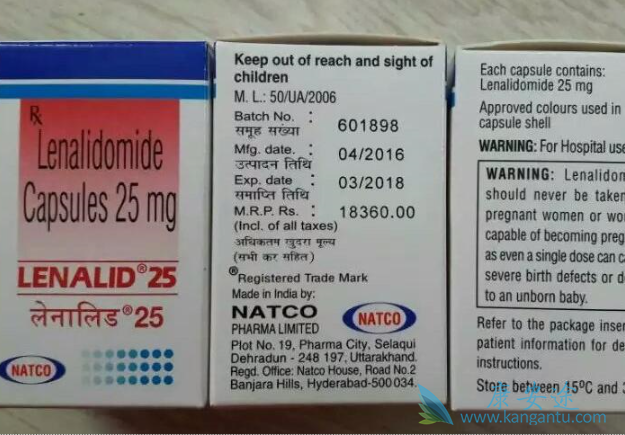 Rx
Lenalidomide
Capsules 25 mg
LENALID® 25
लेनालिड® 25
NATCO
Keep out of reach and sight of
children
M. L.: 50/UA/2006
Batch No. :
समूह संख्या 601898
Mfg. date. : 04/2016
उत्पादन तिथि
Exp. date : 03/2018
समाप्ति तिथि
M.R.P. Rs. : 18360.00
(Incl. of all taxes)
अधिकतम खुदरा मूल्य
(सभी कर सहित)
®Registered Trade Mark
Made in India by:
NATCO
PHARMA LIMITED
NATCO
Plot No. 19, Pharma City, Selaqui
Dehradun - 248 197, Uttarakhand.
Regd. Office: Natco House, Road No.2
Banjara Hills, Hyderabad-500 034.
Each capsule contains:
Lenalidomide 25 mg
Approved colours used in
capsule shell
WARNING: For Hospital use
WARNING: Lenalidom
should never be taken
pregnant women or wo
capable of becoming preg
as even a single dose can c
severe birth defects or d
to an unborn baby.
Refer to the package inser
patient information for de
instructions.
Store between 15ºC and 3
康安途
www.kangantu.com